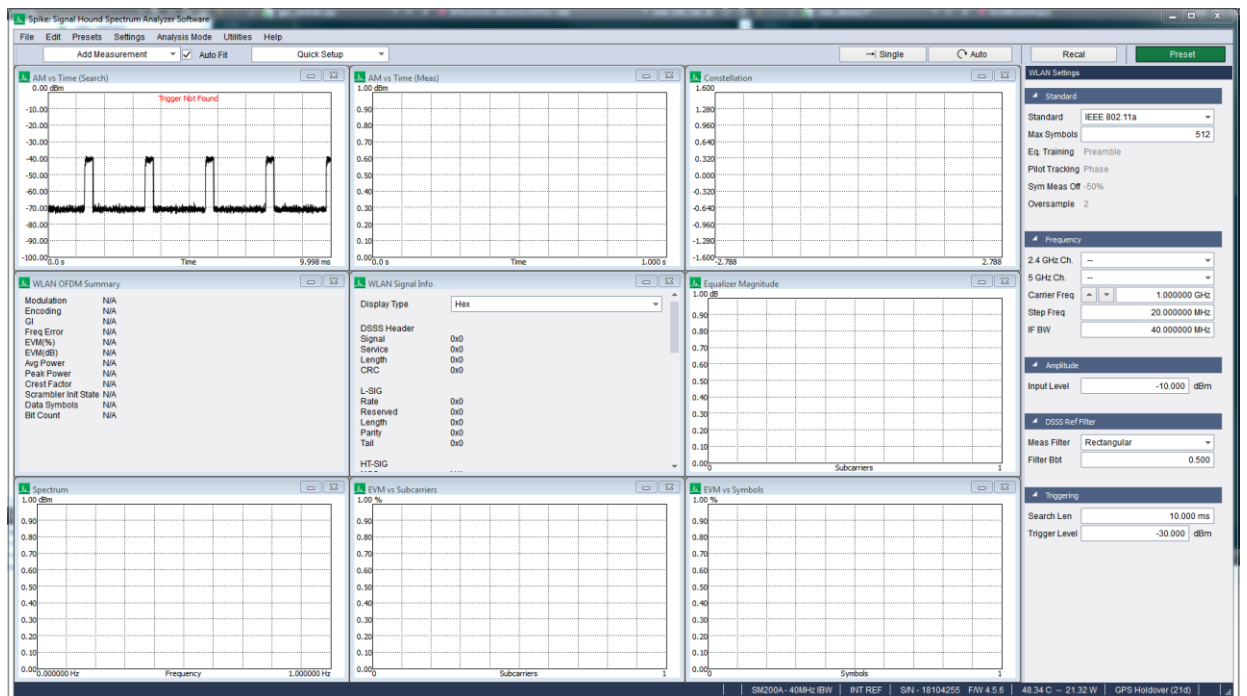 Spike: Signal Hound Spectrum Analyzer Software
File Edit Presets Settings Analysis Mode Utilities Help
Add Measurement Auto Fit Quick Setup Single Auto Recal Preset
AM vs Time (Search)
0.00 dBm
Trigger Not Found
-10.00
-20.00
-30.00
-40.00
-50.00
-60.00
-70.00
-80.00
-90.00
-100.00
0.0 s Time 9.998 ms
AM vs Time (Meas)
1.00 dBm
0.90
0.80
0.70
0.60
0.50
0.40
0.30
0.20
0.10
0.00
0.0 s Time 1.000 s
Constellation
1.600
1.280
0.960
0.640
0.320
0.000
-0.320
-0.640
-0.960
-1.280
-1.600
-2.788 2.788
WLAN OFDM Summary
Modulation N/A
Encoding N/A
GI N/A
Freq Error N/A
EVM(%) N/A
EVM(dB) N/A
Avg Power N/A
Peak Power N/A
Crest Factor N/A
Scrambler Init State N/A
Data Symbols N/A
Bit Count N/A
WLAN Signal Info
Display Type Hex
DSSS Header
Signal 0x0
Service 0x0
Length 0x0
CRC 0x0
L-SIG
Rate 0x0
Reserved 0x0
Length 0x0
Parity 0x0
Tail 0x0
HT-SIG
Equalizer Magnitude
1.00 dB
0.90
0.80
0.70
0.60
0.50
0.40
0.30
0.20
0.10
0.00
0 Subcarriers 1
Spectrum
1.00 dBm
0.90
0.80
0.70
0.60
0.50
0.40
0.30
0.20
0.10
0.00
0.000000 Hz Frequency 1.000000 Hz
EVM vs Subcarriers
1.00 %
0.90
0.80
0.70
0.60
0.50
0.40
0.30
0.20
0.10
0.00
0 Subcarriers 1
EVM vs Symbols
1.00 %
0.90
0.80
0.70
0.60
0.50
0.40
0.30
0.20
0.10
0.00
0 Symbols 1
WLAN Settings
Standard
Standard IEEE 802.11a
Max Symbols 512
Eq. Training Preamble
Pilot Tracking Phase
Sym Meas Off -50%
Oversample 2
Frequency
2.4 GHz Ch. --
5 GHz Ch. --
Carrier Freq 1.000000 GHz
Step Freq 20.000000 MHz
IF BW 40.000000 MHz
Amplitude
Input Level -10.000 dBm
DSSS Ref Filter
Meas Filter Rectangular
Filter Bbt 0.500
Triggering
Search Len 10.000 ms
Trigger Level -30.000 dBm
SM200A - 40MHz IBW INT REF S/N - 18104255 F/W 4.5.6 48.34 C -- 21.32 W GPS Holdover (21d)